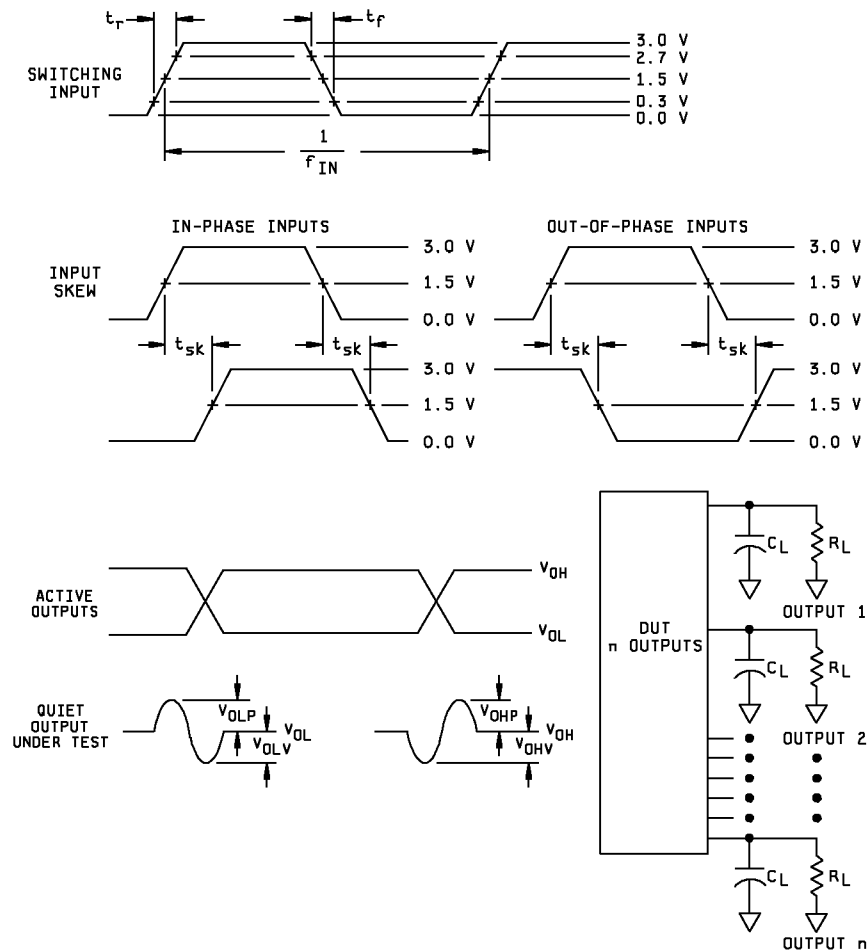 t_r
t_f
SWITCHING
INPUT
3.0 V
2.7 V
1.5 V
0.3 V
0.0 V
1
f_IN
IN-PHASE INPUTS
OUT-OF-PHASE INPUTS
INPUT
SKEW
3.0 V
1.5 V
0.0 V
3.0 V
1.5 V
0.0 V
t_sk
t_sk
t_sk
t_sk
3.0 V
1.5 V
0.0 V
3.0 V
1.5 V
0.0 V
ACTIVE
OUTPUTS
V_OH
V_OL
QUIET
OUTPUT
UNDER TEST
V_OLP
V_OL
V_OLV
V_OHP
V_OH
V_OHV
DUT
n OUTPUTS
C_L
R_L
OUTPUT 1
C_L
R_L
OUTPUT 2
C_L
R_L
OUTPUT n